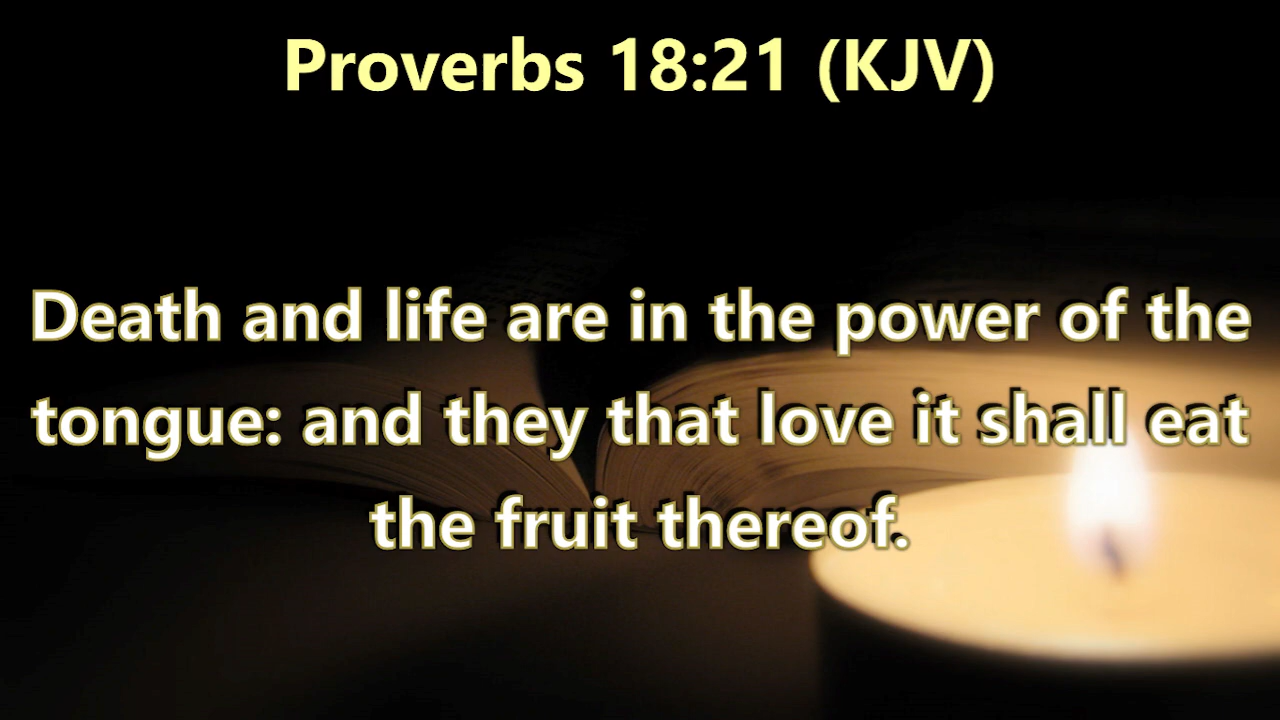 Proverbs 18:21 (KJV)
Death and life are in the power of the
tongue: and they that love it shall eat
the fruit thereof.